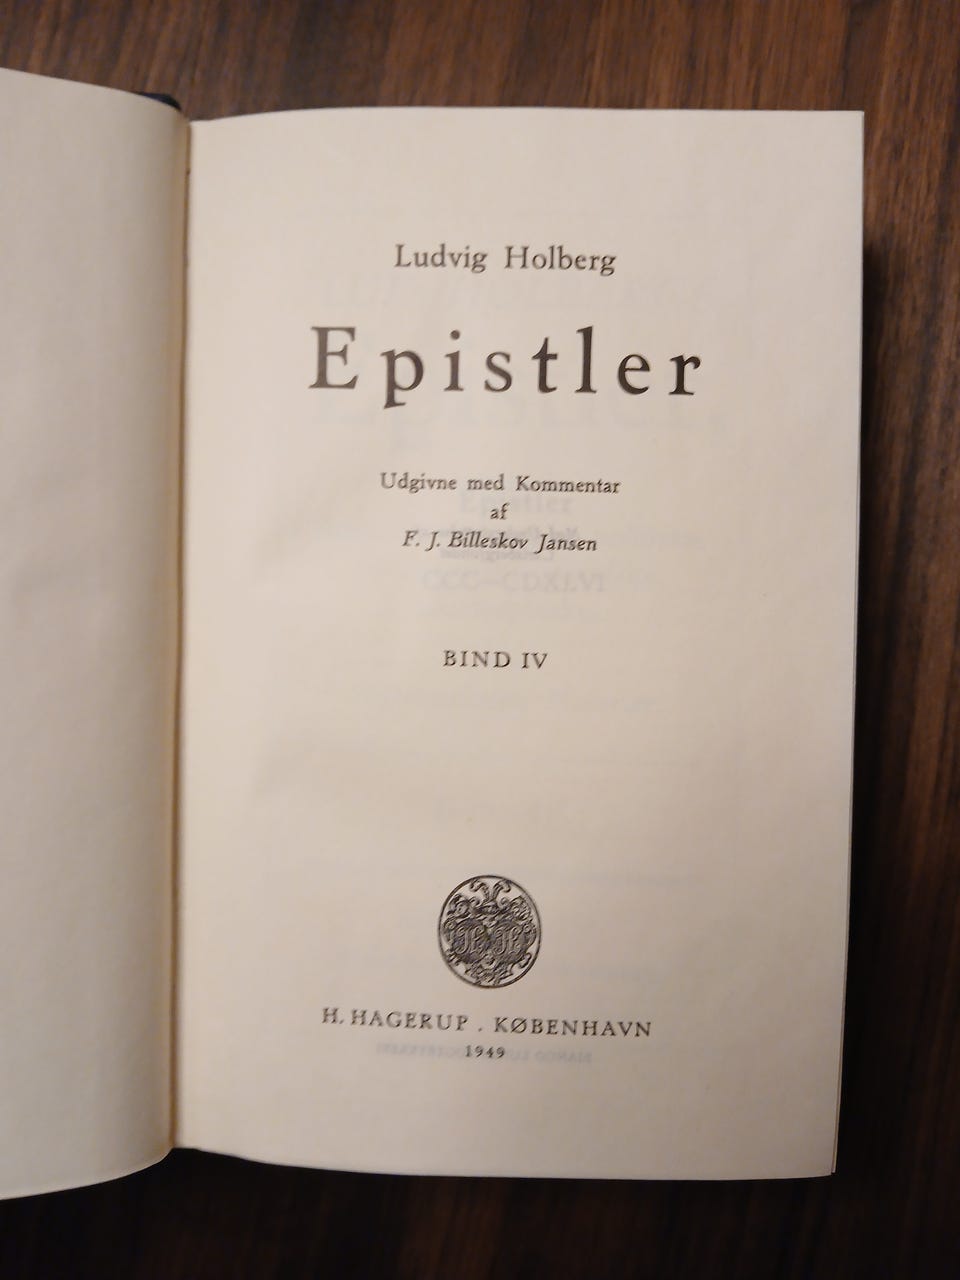 Ludvig Holberg
Epistler
Udgivne med Kommentar
af
F. J. Billeskov Jansen
BIND IV
H. HAGERUP . KØBENHAVN
1949